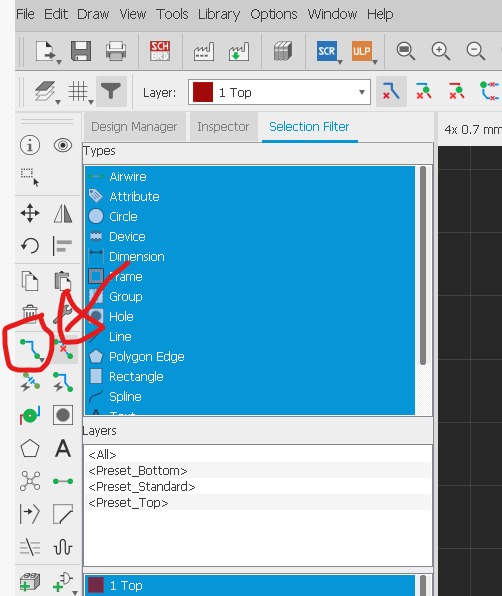 File Edit Draw View Tools Library Options Window Help
SCH BRD SCR ULP
Layer: 1 Top
Design Manager Inspector Selection Filter
4x 0.7 mm
Types
Airwire
Attribute
Circle
Device
Dimension
Frame
Group
Hole
Line
Polygon Edge
Rectangle
Spline
Text
A
Layers
<All>
<Preset_Bottom>
<Preset_Standard>
<Preset_Top>
1 Top